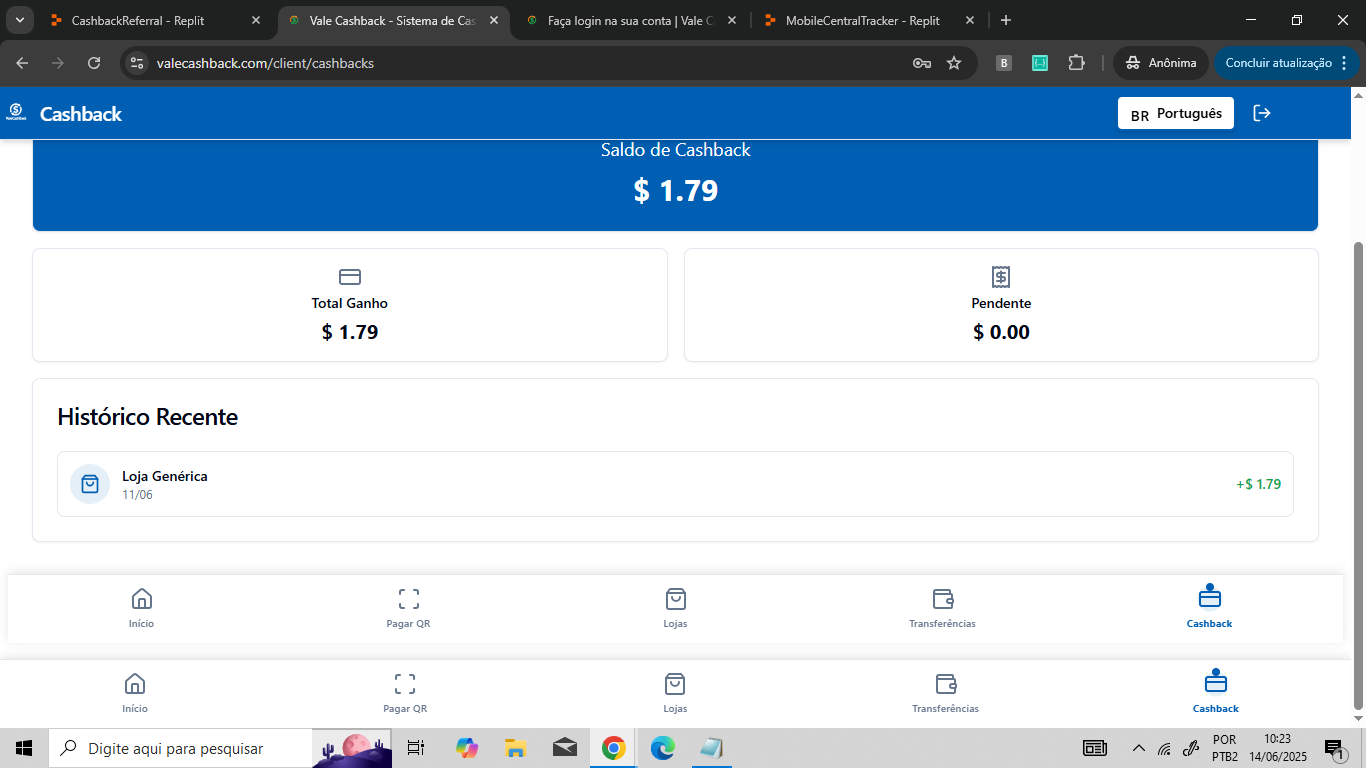 CashbackReferral - Replit
Vale Cashback - Sistema de Cas
Faça login na sua conta | Vale C
MobileCentralTracker - Replit
valecashback.com/client/cashbacks
B
Anônima
Concluir atualização
Cashback
BR Português
Saldo de Cashback
$ 1.79
Total Ganho
$ 1.79
Pendente
$ 0.00
Histórico Recente
Loja Genérica
11/06
+$ 1.79
Início
Pagar QR
Lojas
Transferências
Cashback
Início
Pagar QR
Lojas
Transferências
Cashback
Digite aqui para pesquisar
POR
PTB2
10:23
14/06/2025
1